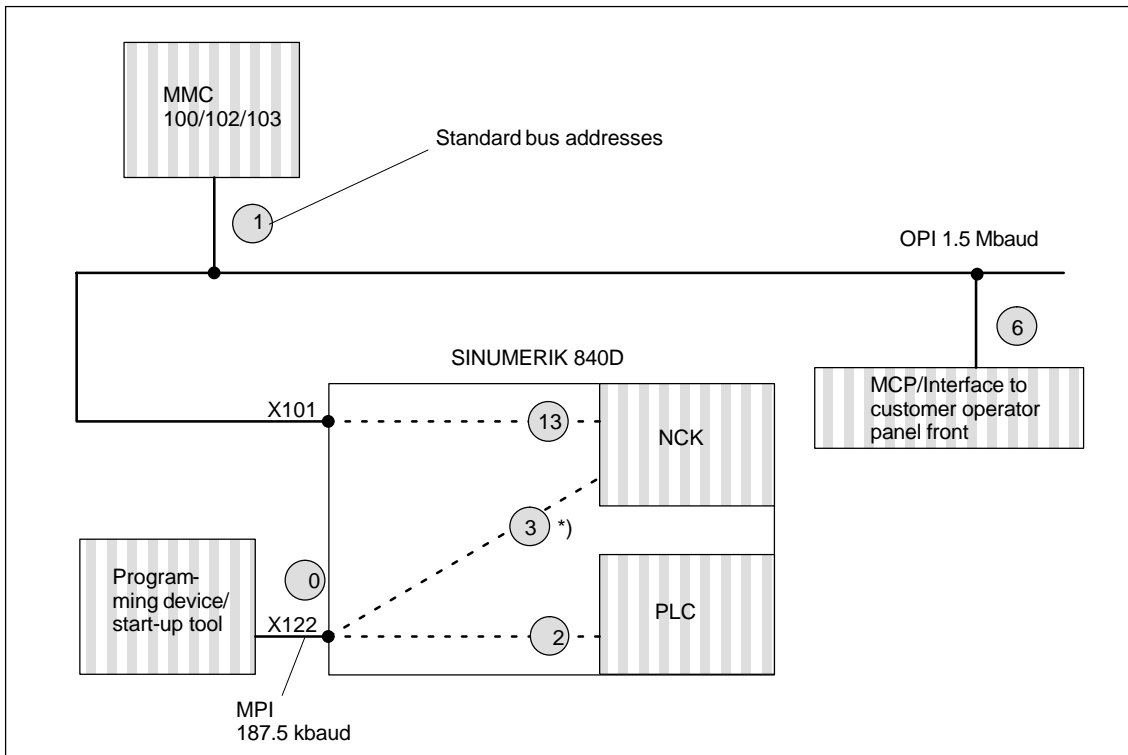 MMC
100/102/103
Standard bus addresses
1
OPI 1.5 Mbaud
6
SINUMERIK 840D
MCP/Interface to
customer operator
panel front
X101
13
NCK
3 *)
Program-
ming device/
start-up tool
0
X122
2
PLC
MPI
187.5 kbaud